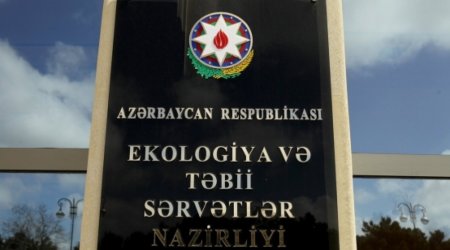 AZƏRBAYCAN RESPUBLİKASI
EKOLOGİYA VƏ
TƏBİİ
SƏRVƏTLƏR
NAZİRLİYİ